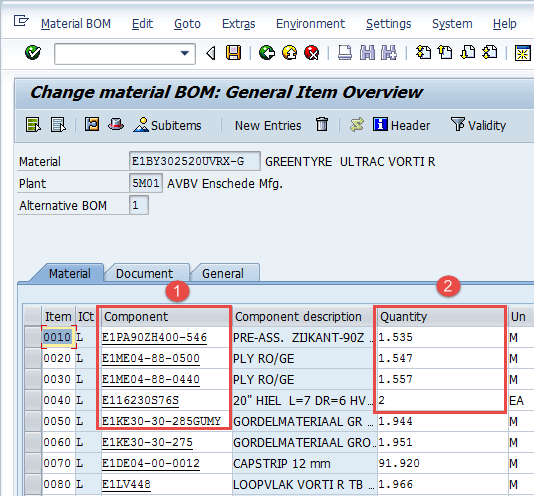 Material BOM Edit Goto Extras Environment Settings System Help
Change material BOM: General Item Overview
Subitems New Entries Header Validity
Material E1BY302520UVRX-G GREENTYRE ULTRAC VORTI R
Plant 5M01 AVBV Enschede Mfg.
Alternative BOM 1
Material Document General
1 2
Item ICt Component Component description Quantity Un
0010 L E1PA90ZH400-546 PRE-ASS. ZIJKANT-90Z ... 1.535 M
0020 L E1ME04-88-0500 PLY RO/GE 1.547 M
0030 L E1ME04-88-0440 PLY RO/GE 1.557 M
0040 L E116230S76S 20" HIEL L=7 DR=6 HV... 2 EA
0050 L E1KE30-30-285GUMY GORDELMATERIAAL GR ... 1.944 M
0060 L E1KE30-30-275 GORDELMATERIAAL GRO... 1.951 M
0070 L E1DE04-00-0012 CAPSTRIP 12 mm 91.920 M
0080 L E1LV448 LOOPVLAK VORTI R TB ... 1.966 M